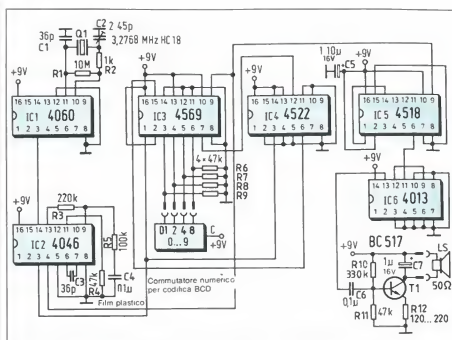 36p
C1
Q1
C2
2 45p
3,2768 MHz HC18
10M
R1
1k
R2
+9V
16 15 14 13 12 11 10 9
IC1 4060
1 2 3 4 5 6 7 8
+9V
16 15 14 13 12 11 10 9
IC3 4569
1 2 3 4 5 6 7 8
+9V
16 15 14 13 12 11 10 9
IC4 4522
1 2 3 4 5 6 7 8
1 10µ
16V
C5
+9V
16 15 14 13 12 11 10 9
IC5 4518
1 2 3 4 5 6 7 8
4×47k
R6
R7
R8
R9
01 2 4 8
0...9
C
+9V
Commutatore numerico
per codifica BCD
220k
R3
+9V
16 15 14 13 12 11 10 9
IC2 4046
1 2 3 4 5 6 7 8
R5
100k
C3
36p
47k
R4
C4
0,1µ
Film plastico
+9V
14 13 12 11 10 9 8
IC6 4013
1 2 3 4 5 6 7
BC 517
+9V
R10
330k
1µ
16V
C7
LS
50Ω
C6
0,1µ
T1
R11
47k
R12
120...220